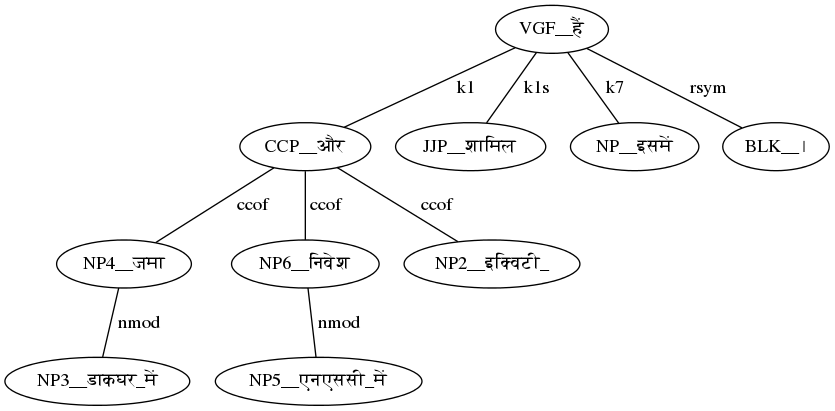 VGF__हैं
k1 k1s k7 rsym
CCP__और JJP__शामिल NP__इसमें BLK__।
ccof ccof ccof
NP4__जमा NP6__निवेश NP2__इक्विटी_
nmod nmod
NP3__डाकघर_में NP5__एनएससी_में